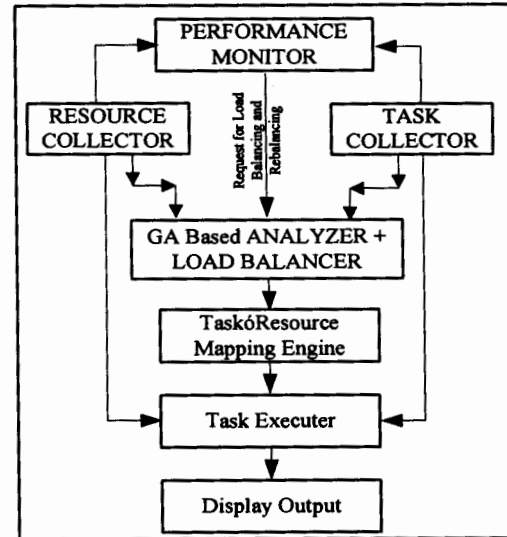 PERFORMANCE
MONITOR
RESOURCE
COLLECTOR
Request for Load
Balancing and
Rebalancing
TASK
COLLECTOR
GA Based ANALYZER +
LOAD BALANCER
TaskóResource
Mapping Engine
Task Executer
Display Output